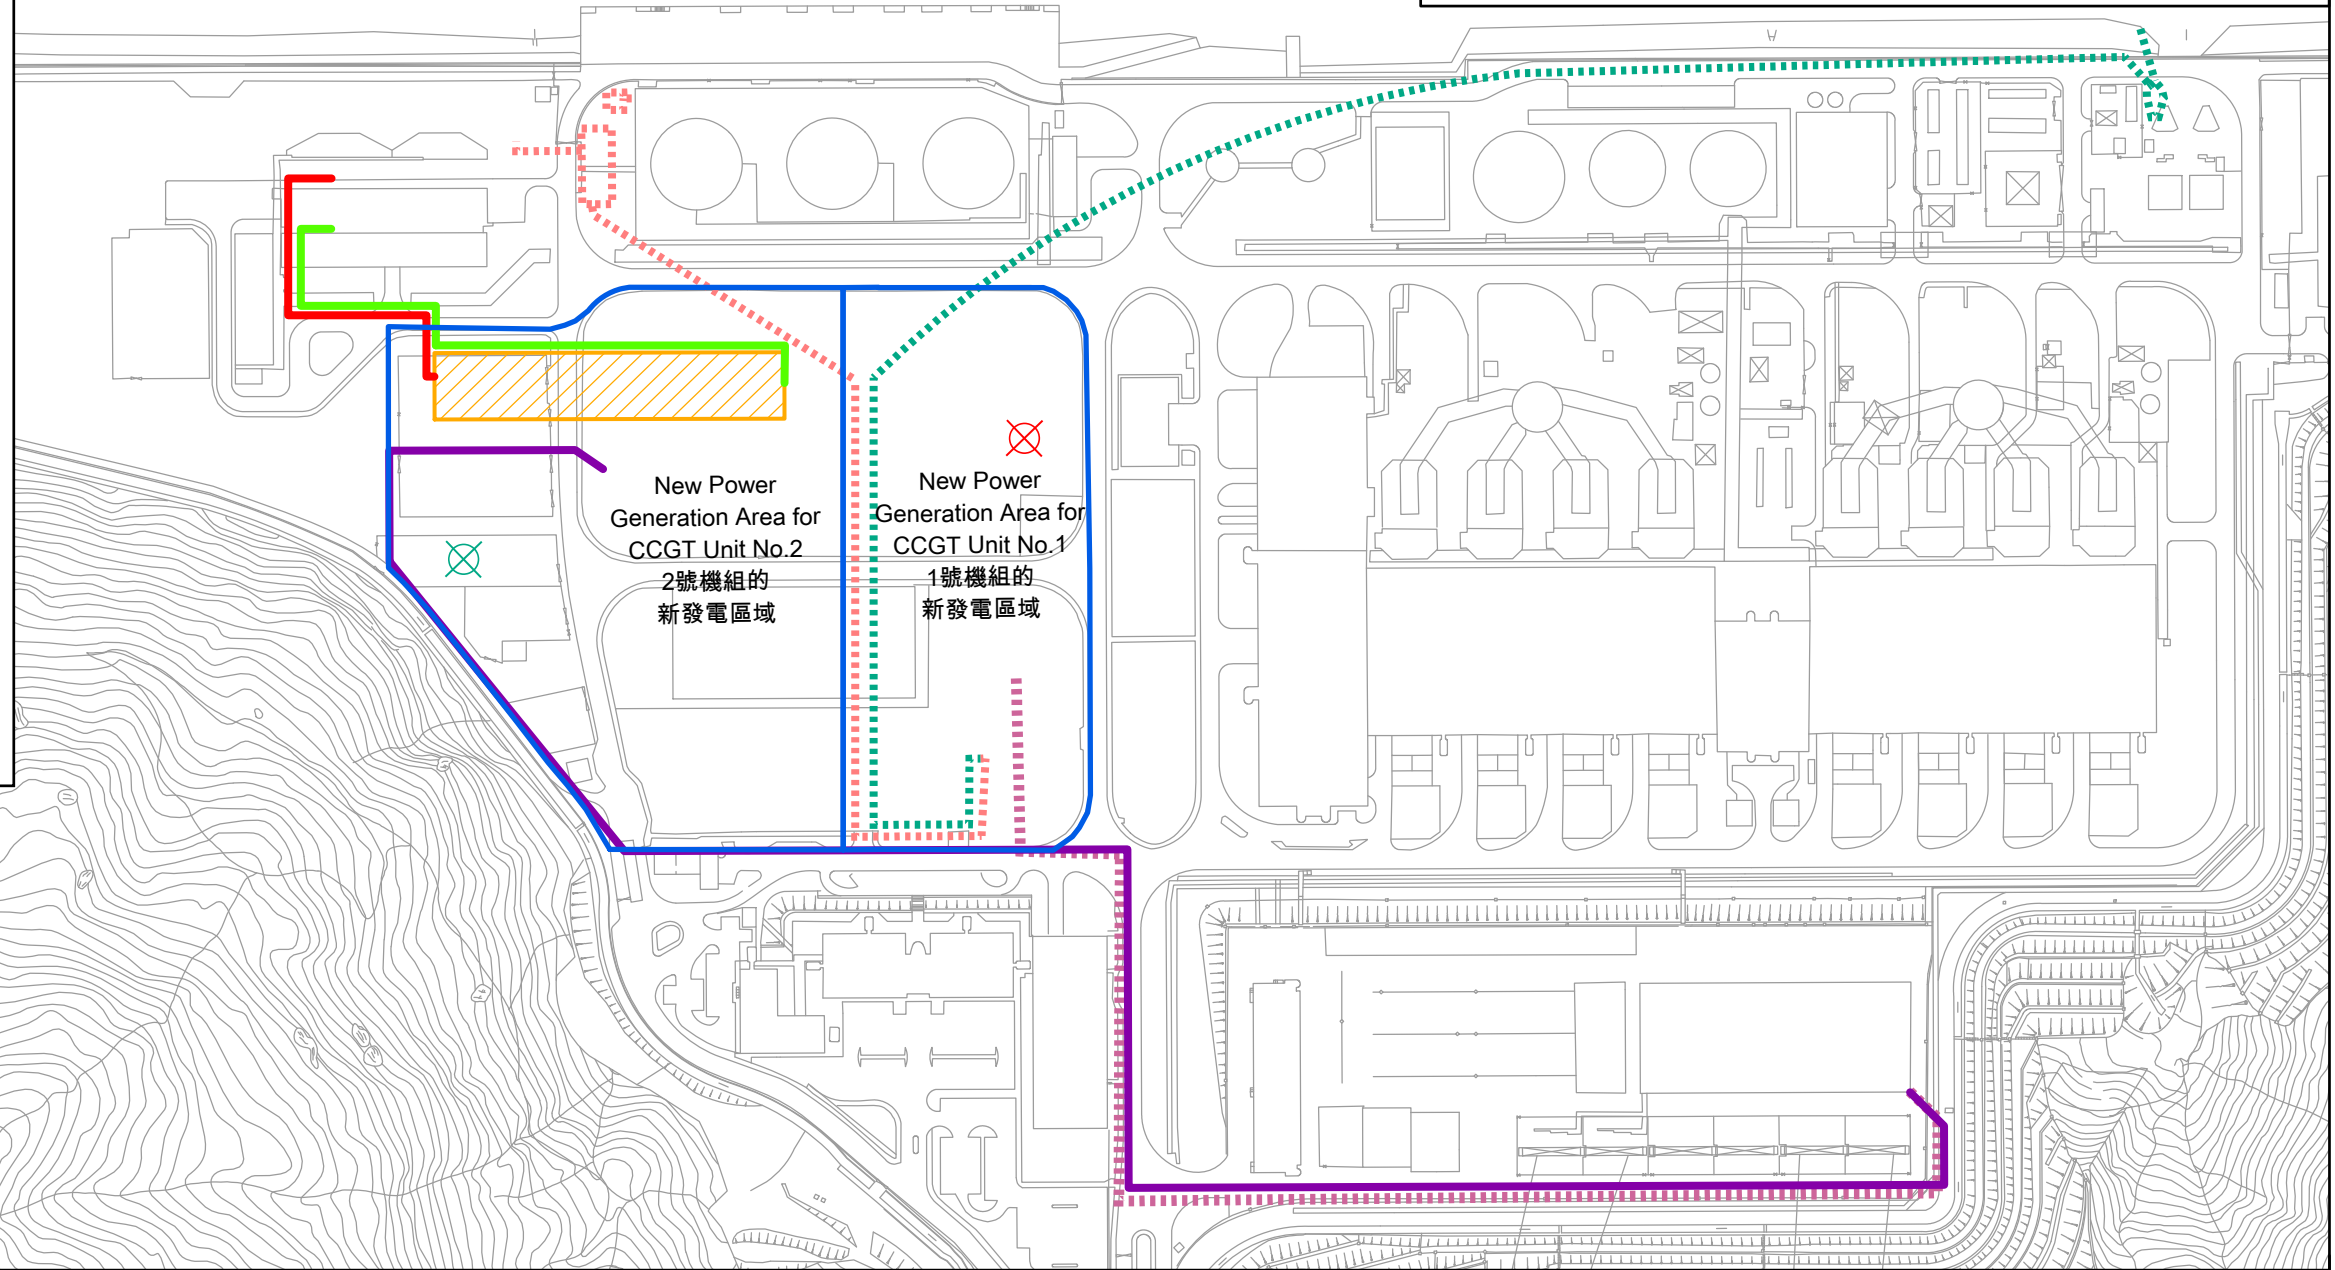 New Power
Generation Area for
CCGT Unit No.2
2號機組的
新發電區域
New Power
Generation Area for
CCGT Unit No.1
1號機組的
新發電區域